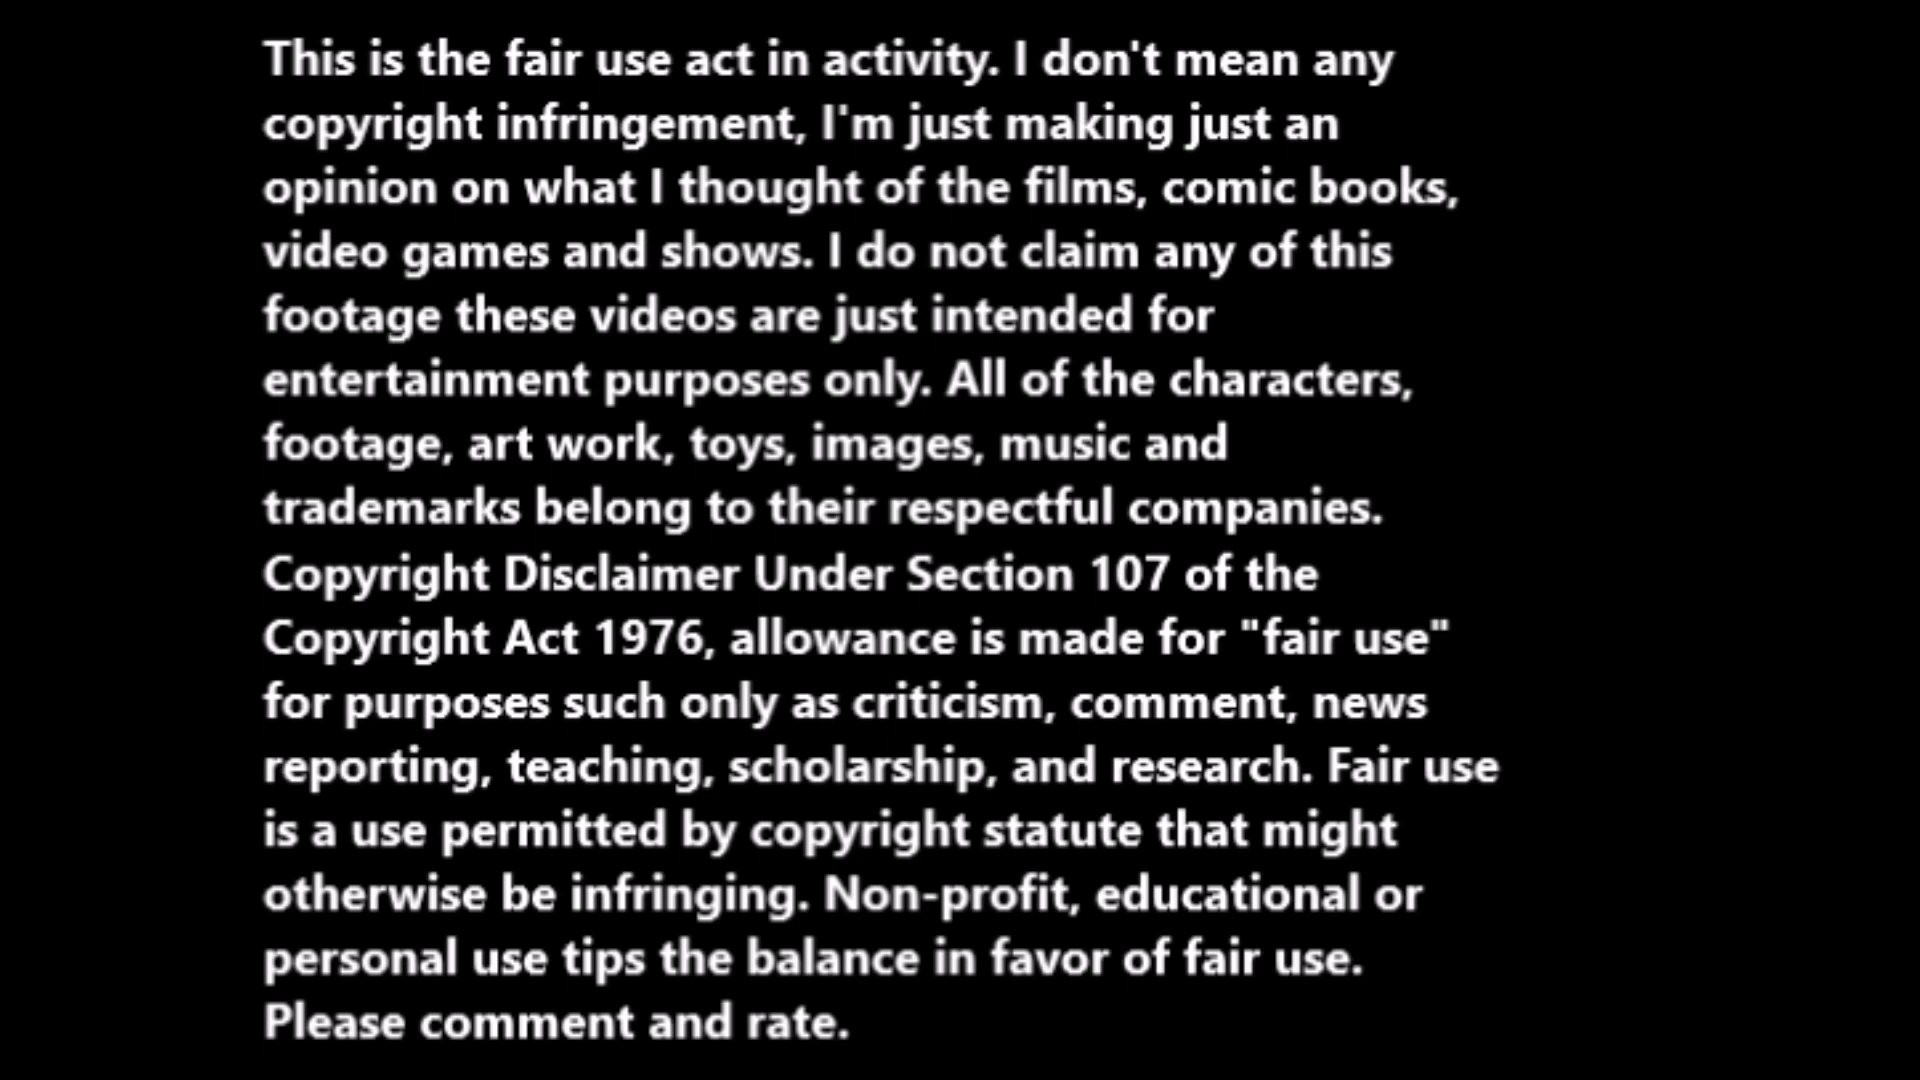 This is the fair use act in activity. I don't mean any
copyright infringement, I'm just making just an
opinion on what I thought of the films, comic books,
video games and shows. I do not claim any of this
footage these videos are just intended for
entertainment purposes only. All of the characters,
footage, art work, toys, images, music and
trademarks belong to their respectful companies.
Copyright Disclaimer Under Section 107 of the
Copyright Act 1976, allowance is made for "fair use"
for purposes such only as criticism, comment, news
reporting, teaching, scholarship, and research. Fair use
is a use permitted by copyright statute that might
otherwise be infringing. Non-profit, educational or
personal use tips the balance in favor of fair use.
Please comment and rate.